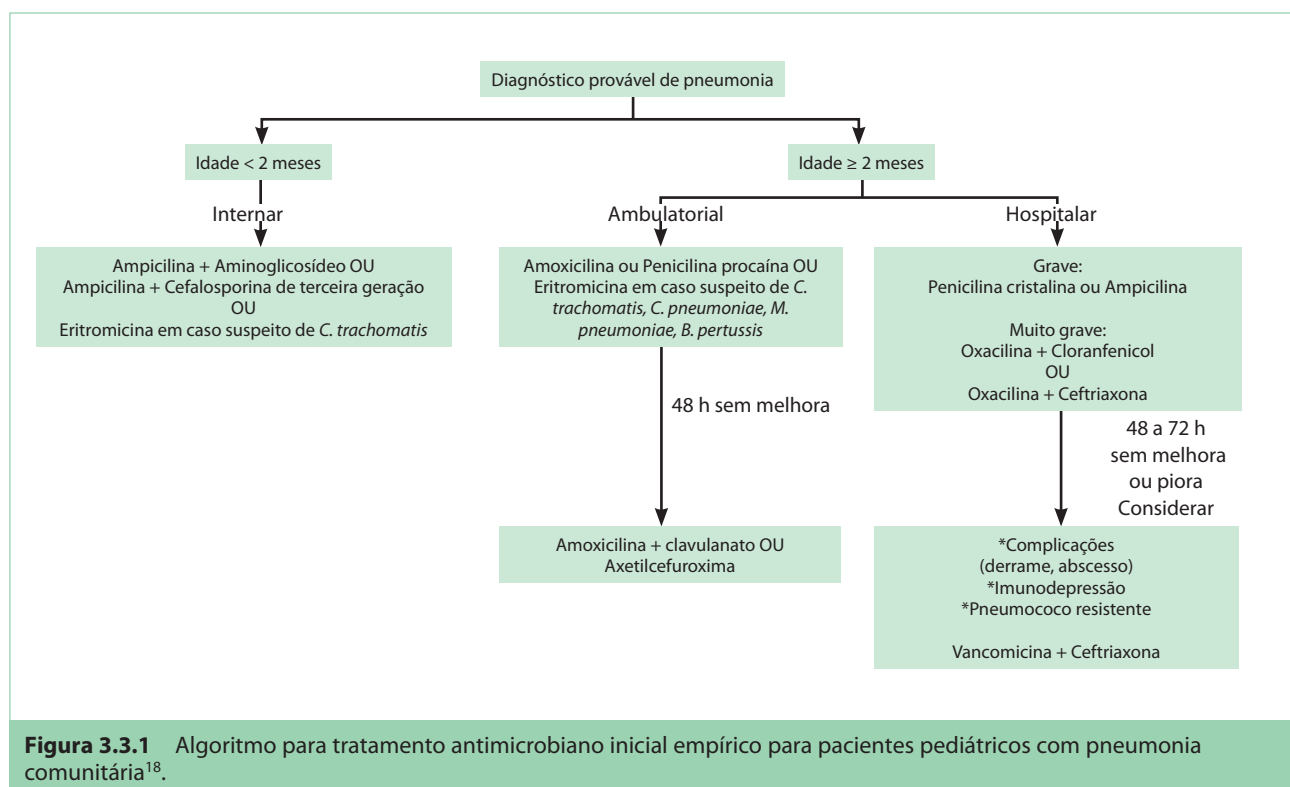 Diagnóstico provável de pneumonia
Idade < 2 meses
Idade ≥ 2 meses
Internar
Ambulatorial
Hospitalar
Ampicilina + Aminoglicosídeo OU
Ampicilina + Cefalosporina de terceira geração
OU
Eritromicina em caso suspeito de C. trachomatis
Amoxicilina ou Penicilina procaína OU
Eritromicina em caso suspeito de C.
trachomatis, C. pneumoniae, M.
pneumoniae, B. pertussis
Grave:
Penicilina cristalina ou Ampicilina
Muito grave:
Oxacilina + Cloranfenicol
OU
Oxacilina + Ceftriaxona
48 h sem melhora
48 a 72 h
sem melhora
ou piora
Considerar
Amoxicilina + clavulanato OU
Axetilcefuroxima
*Complicações
(derrame, abscesso)
*Imunodepressão
*Pneumococo resistente
Vancomicina + Ceftriaxona
Figura 3.3.1 Algoritmo para tratamento antimicrobiano inicial empírico para pacientes pediátricos com pneumonia
comunitária18.